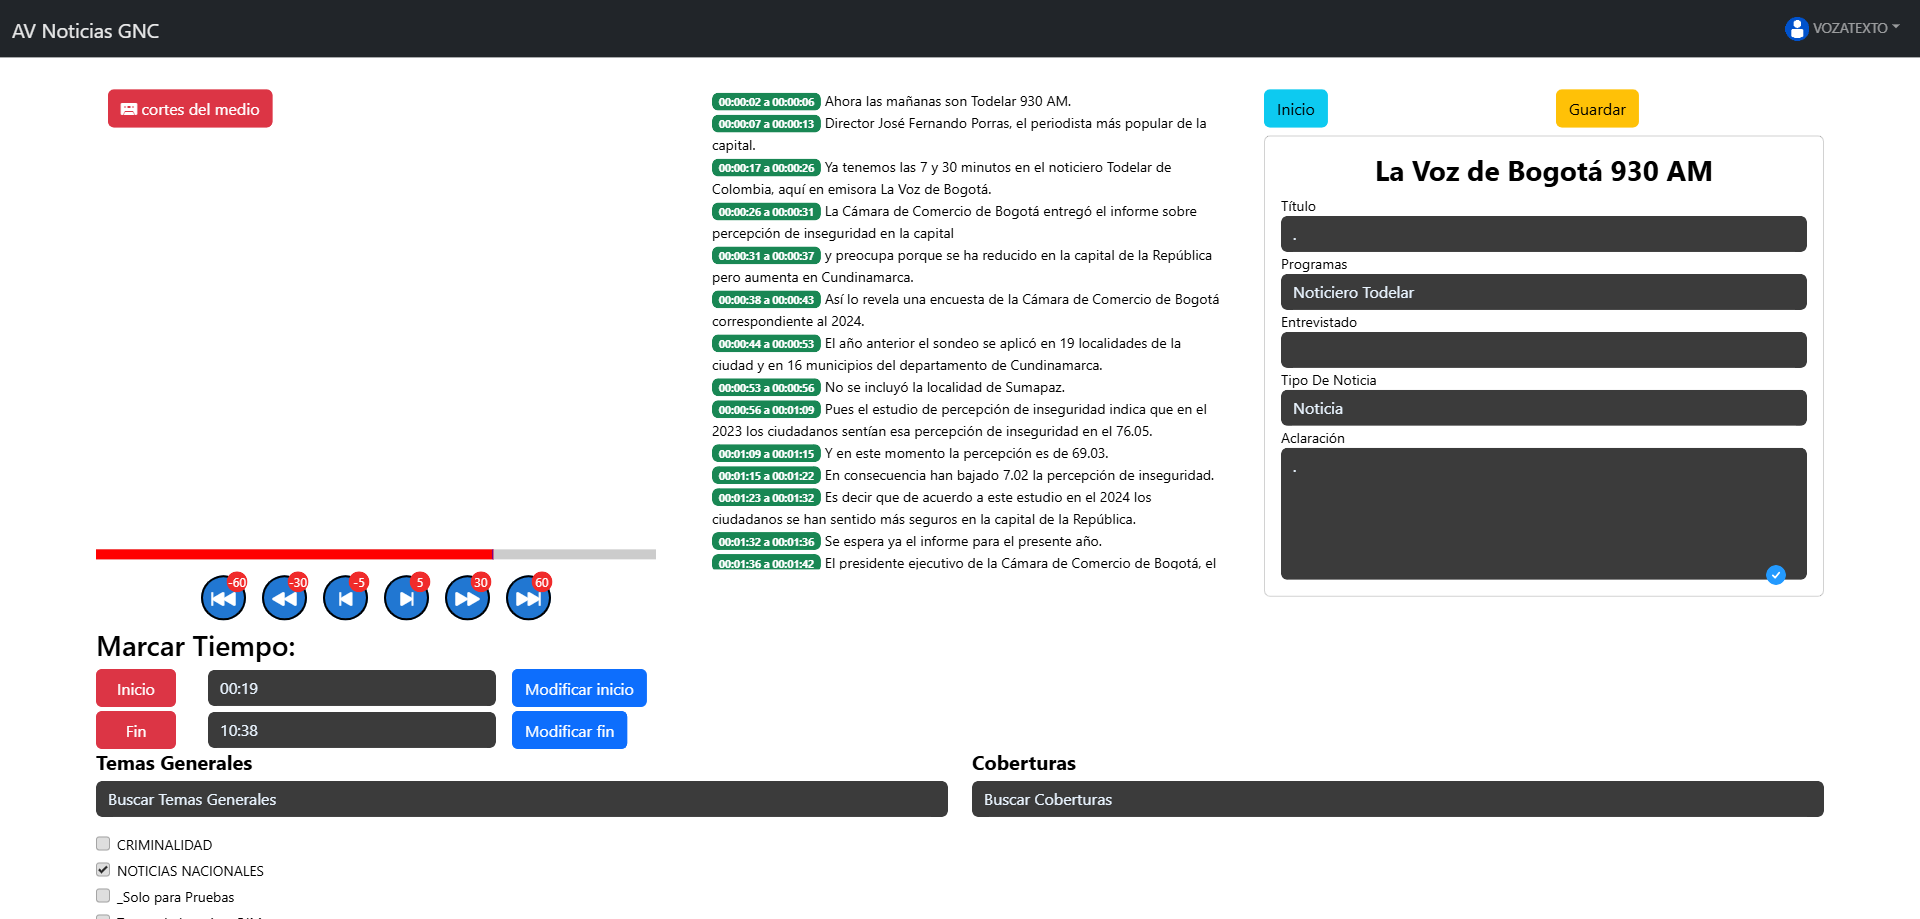 AV Noticias GNC
VOZATEXTO
cortes del medio
00:00:02 a 00:00:06 Ahora las mañanas son Todelar 930 AM.
00:00:07 a 00:00:13 Director José Fernando Porras, el periodista más popular de la
capital.
00:00:17 a 00:00:26 Ya tenemos las 7 y 30 minutos en el noticiero Todelar de
Colombia, aquí en emisora La Voz de Bogotá.
00:00:26 a 00:00:31 La Cámara de Comercio de Bogotá entregó el informe sobre
percepción de inseguridad en la capital
00:00:31 a 00:00:37 y preocupa porque se ha reducido en la capital de la República
pero aumenta en Cundinamarca.
00:00:38 a 00:00:43 Así lo revela una encuesta de la Cámara de Comercio de Bogotá
correspondiente al 2024.
00:00:44 a 00:00:53 El año anterior el sondeo se aplicó en 19 localidades de la
ciudad y en 16 municipios del departamento de Cundinamarca.
00:00:53 a 00:00:56 No se incluyó la localidad de Sumapaz.
00:00:56 a 00:01:09 Pues el estudio de percepción de inseguridad indica que en el
2023 los ciudadanos sentían esa percepción de inseguridad en el 76.05.
00:01:09 a 00:01:15 Y en este momento la percepción es de 69.03.
00:01:15 a 00:01:22 En consecuencia han bajado 7.02 la percepción de inseguridad.
00:01:23 a 00:01:32 Es decir que de acuerdo a este estudio en el 2024 los
ciudadanos se han sentido más seguros en la capital de la República.
00:01:32 a 00:01:36 Se espera ya el informe para el presente año.
00:01:36 a 00:01:42 El presidente ejecutivo de la Cámara de Comercio de Bogotá, el
Inicio
Guardar
La Voz de Bogotá 930 AM
Título
.
Programas
Noticiero Todelar
Entrevistado
Tipo De Noticia
Noticia
Aclaración
.
-60 -30 -5 5 30 60
Marcar Tiempo:
Inicio 00:19 Modificar inicio
Fin 10:38 Modificar fin
Temas Generales
Buscar Temas Generales
CRIMINALIDAD
NOTICIAS NACIONALES
_Solo para Pruebas
Coberturas
Buscar Coberturas